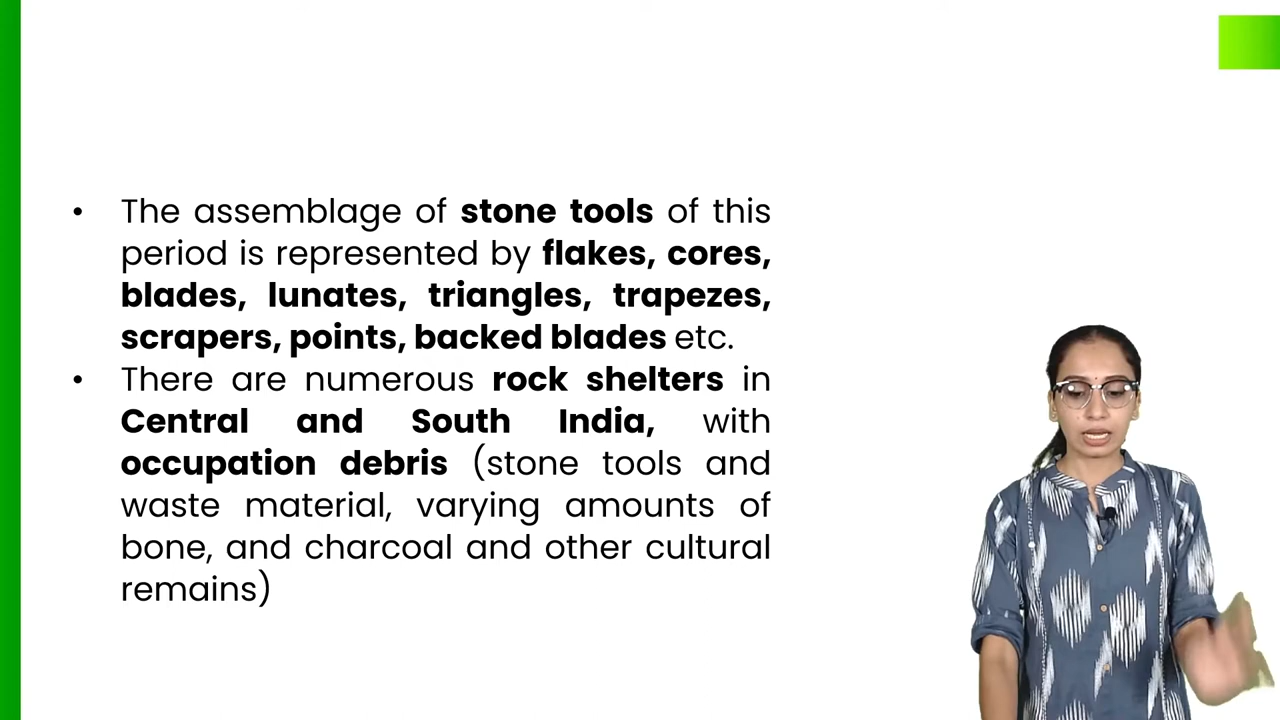 • The assemblage of stone tools of this
period is represented by flakes, cores,
blades, lunates, triangles, trapezes,
scrapers, points, backed blades etc.
• There are numerous rock shelters in
Central and South India, with
occupation debris (stone tools and
waste material, varying amounts of
bone, and charcoal and other cultural
remains)